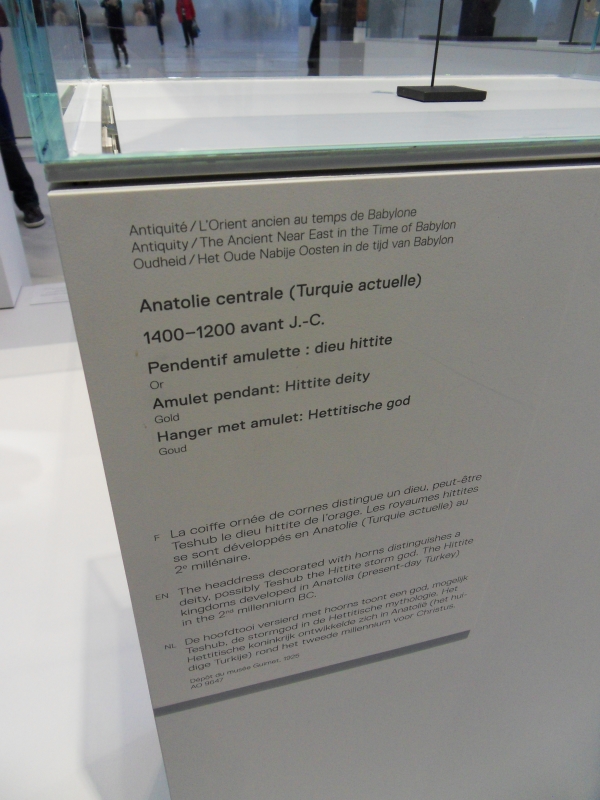 Antiquité / L'Orient ancien au temps de Babylone
Antiquity / The Ancient Near East in the Time of Babylon
Oudheid / Het Oude Nabije Oosten in de tijd van Babylon
Anatolie centrale (Turquie actuelle)
1400–1200 avant J.-C.
Pendentif amulette : dieu hittite
Or
Amulet pendant: Hittite deity
Gold
Hanger met amulet: Hettitische god
Goud
F La coiffe ornée de cornes distingue un dieu, peut-être
Teshub le dieu hittite de l'orage. Les royaumes hittites
se sont développés en Anatolie (Turquie actuelle) au
2e millénaire.
EN The headdress decorated with horns distinguishes a
deity, possibly Teshub the Hittite storm god. The Hittite
kingdoms developed in Anatolia (present-day Turkey)
in the 2nd millennium BC.
NL De hoofdtooi versierd met hoorns toont een god, mogelijk
Teshub, de stormgod in de Hettitische mythologie. Het
Hettitische koninkrijk ontwikkelde zich in Anatolië (het hui-
dige Turkije) rond het tweede millennium voor Christus.
Dépôt du musée Guimet, 1925
AO 9647